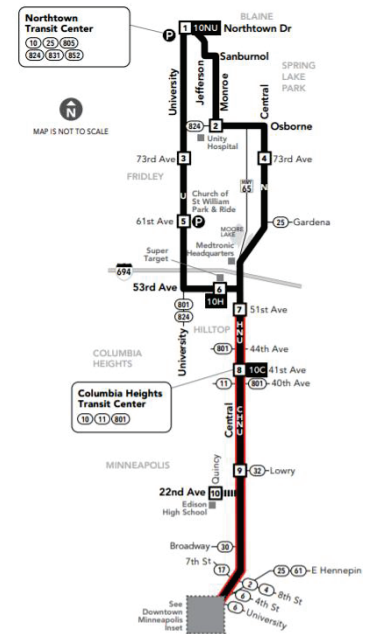 Northtown
Transit Center
10 25 805
824 831 852
BLAINE
P
1 10NU Northtown Dr
Sanburnol
SPRING
LAKE
PARK
University
Jefferson
Monroe
Central
N
MAP IS NOT TO SCALE
824 2 Osborne
Unity
Hospital
73rd Ave 3
4 73rd Ave
FRIDLEY
HWY
65
U
N
Church of
St William
Park & Ride
61st Ave 5 P
25 Gardena
MOORE
LAKE
Medtronic
Headquarters
Super
Target
694
53rd Ave 6
10H
801
824
7 51st Ave
University
HILLTOP
HNU
801 44th Ave
COLUMBIA
HEIGHTS
8 10C 41st Ave
11 801 40th Ave
Columbia Heights
Transit Center
10 11 801
Central
CHNU
MINNEAPOLIS
Quincy
9 32 Lowry
22nd Ave 10
Edison
High School
Broadway 30
7th St
17
25 61 E Hennepin
2
4 8th St
6 4th St
6 University
See
Downtown
Minneapolis
Inset